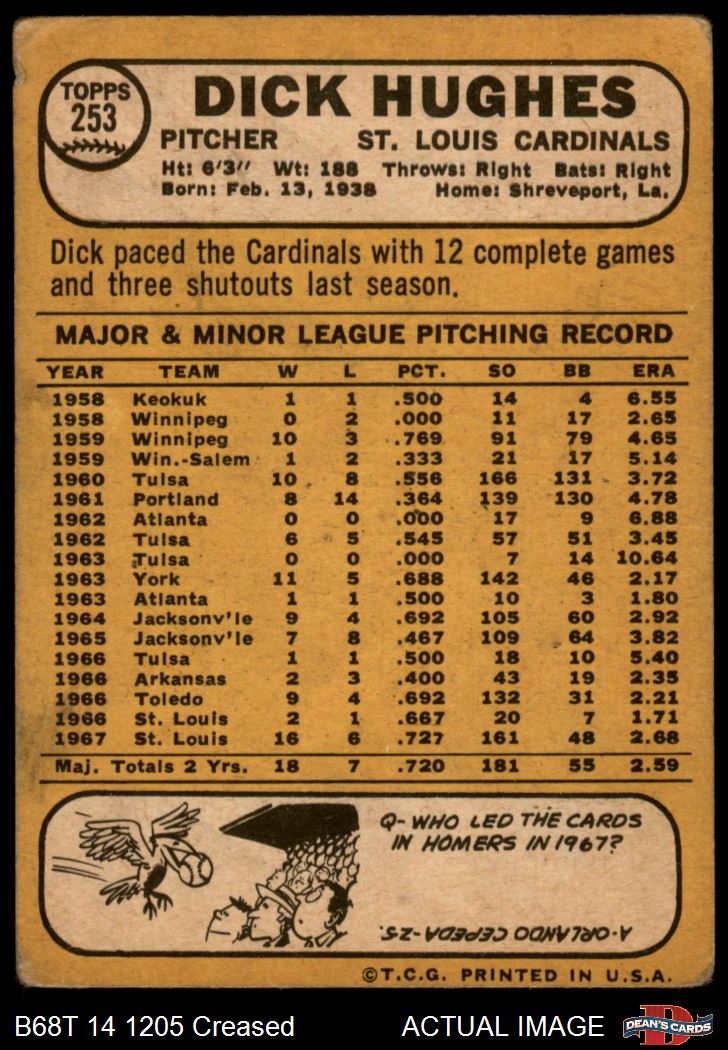 TOPPS
253
DICK HUGHES
PITCHER ST. LOUIS CARDINALS
Ht: 6'3" Wt: 188 Throws: Right Bats: Right
Born: Feb. 13, 1938 Home: Shreveport, La.
Dick paced the Cardinals with 12 complete games
and three shutouts last season.
MAJOR & MINOR LEAGUE PITCHING RECORD
YEAR TEAM W L PCT. SO BB ERA
1958 Keokuk 1 1 .500 14 4 6.55
1958 Winnipeg 0 2 .000 11 17 2.65
1959 Winnipeg 10 3 .769 91 79 4.65
1959 Win.-Salem 1 2 .333 21 17 5.14
1960 Tulsa 10 8 .556 166 131 3.72
1961 Portland 8 14 .364 139 130 4.78
1962 Atlanta 0 0 .000 17 9 6.88
1962 Tulsa 6 5 .545 57 51 3.45
1963 Tulsa 0 0 .000 7 14 10.64
1963 York 11 5 .688 142 46 2.17
1963 Atlanta 1 1 .500 10 3 1.80
1964 Jacksonv'le 9 4 .692 105 60 2.92
1965 Jacksonv'le 7 8 .467 109 64 3.82
1966 Tulsa 1 1 .500 18 10 5.40
1966 Arkansas 2 3 .400 43 19 2.35
1966 Toledo 9 4 .692 132 31 2.21
1966 St. Louis 2 1 .667 20 7 1.71
1967 St. Louis 16 6 .727 161 48 2.68
Maj. Totals 2 Yrs. 18 7 .720 181 55 2.59
Q-WHO LED THE CARDS
IN HOMERS IN 1967?
A-ORLANDO CEPEDA-25.
©T.C.G. PRINTED IN U.S.A.
B68T 14 1205 Creased ACTUAL IMAGE
D
DEAN'S CARDS